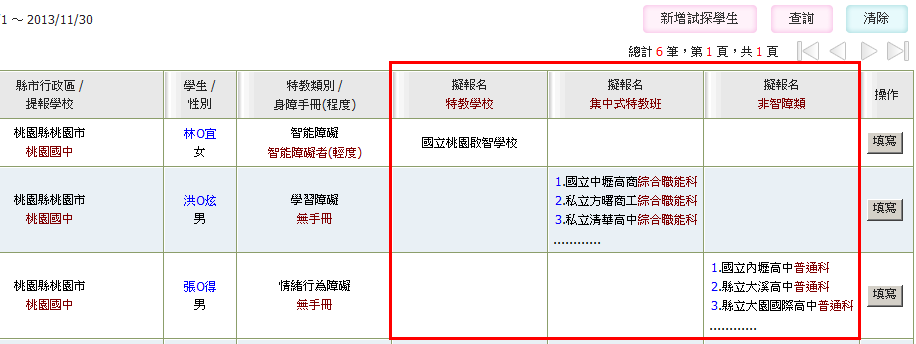 /1 ～ 2013/11/30
新增試探學生 查詢 清除
總計 6 筆，第 1 頁，共 1 頁
縣市行政區 / 學生 / 特教類別 / 擬報名 擬報名 擬報名 操作
提報學校 性別 身障手冊(程度) 特教學校 集中式特教班 非智障類
桃園縣桃園市 林O宜 智能障礙 國立桃園啟智學校 填寫
桃園國中 女 智能障礙者(輕度)
桃園縣桃園市 洪O炫 學習障礙 1.國立中壢高商綜合職能科 填寫
桃園國中 男 無手冊 2.私立方曙商工綜合職能科
3.私立清華高中綜合職能科
............
桃園縣桃園市 張O得 情緒行為障礙 1.國立內壢高中普通科 填寫
桃園國中 男 無手冊 2.縣立大溪高中普通科
3.縣立大園國際高中普通科
............